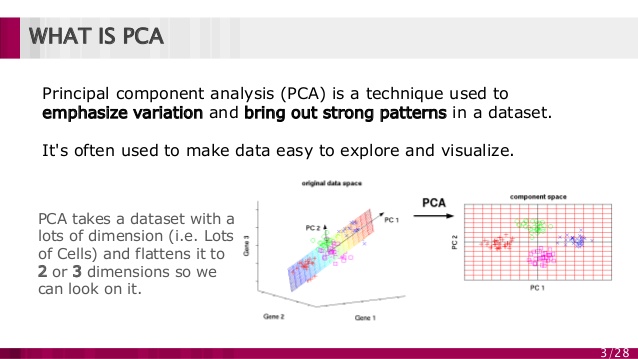 WHAT IS PCA
Principal component analysis (PCA) is a technique used to
emphasize variation and bring out strong patterns in a dataset.
It's often used to make data easy to explore and visualize.
PCA takes a dataset with a
lots of dimension (i.e. Lots
of Cells) and flattens it to
2 or 3 dimensions so we
can look on it.
original data space
PC 1
PC 2
Gene 3
Gene 2
Gene 1
PCA
component space
PC 2
PC 1
3/28